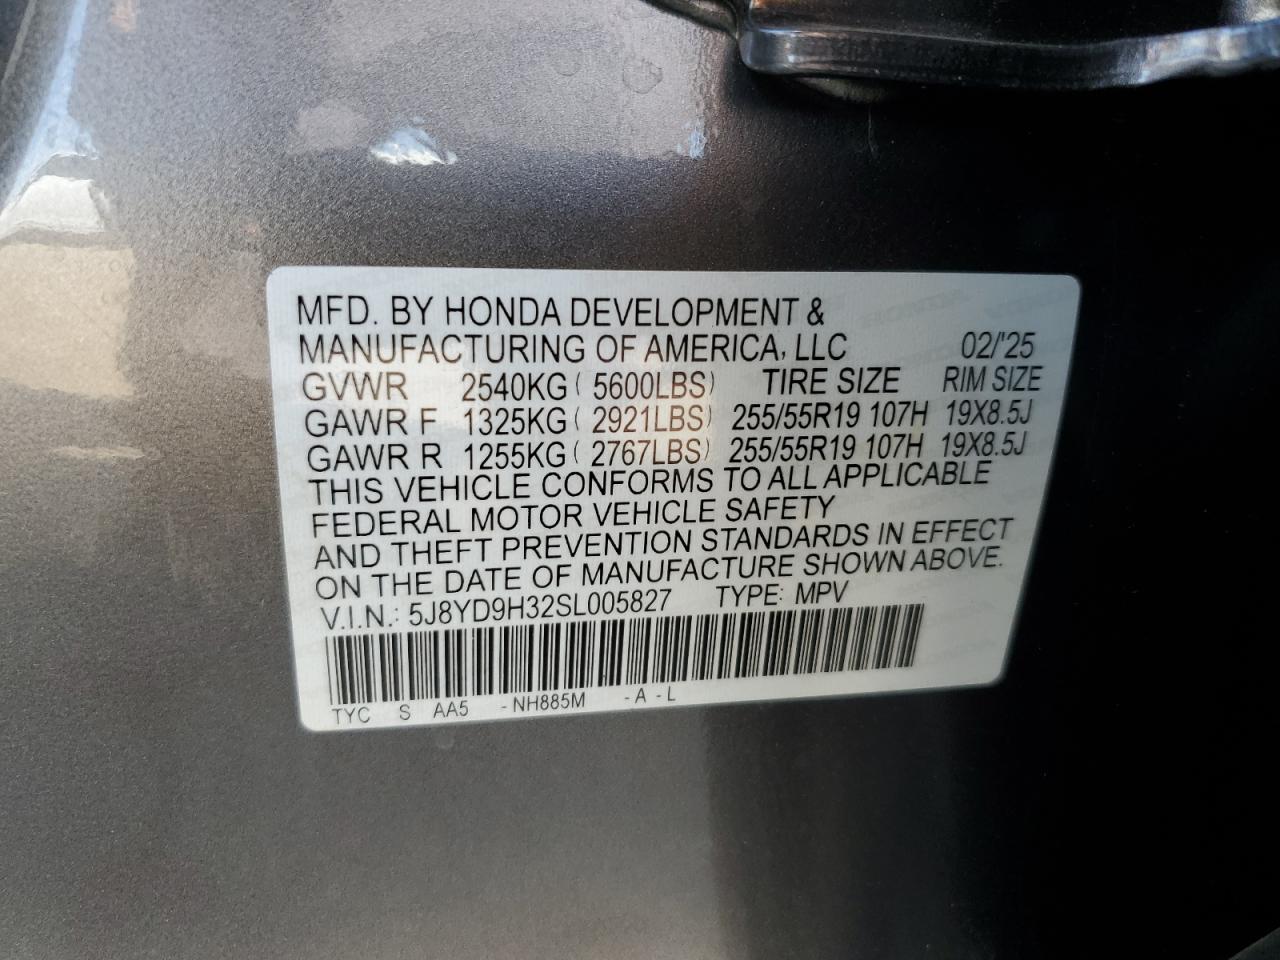 MFD. BY HONDA DEVELOPMENT &
MANUFACTURING OF AMERICA, LLC 02/'25
GVWR 2540KG ( 5600LBS) TIRE SIZE RIM SIZE
GAWR F 1325KG ( 2921LBS) 255/55R19 107H 19X8.5J
GAWR R 1255KG ( 2767LBS) 255/55R19 107H 19X8.5J
THIS VEHICLE CONFORMS TO ALL APPLICABLE
FEDERAL MOTOR VEHICLE SAFETY
AND THEFT PREVENTION STANDARDS IN EFFECT
ON THE DATE OF MANUFACTURE SHOWN ABOVE.
V.I.N.: 5J8YD9H32SL005827 TYPE: MPV
TYC S AA5 - NH885M - A - L